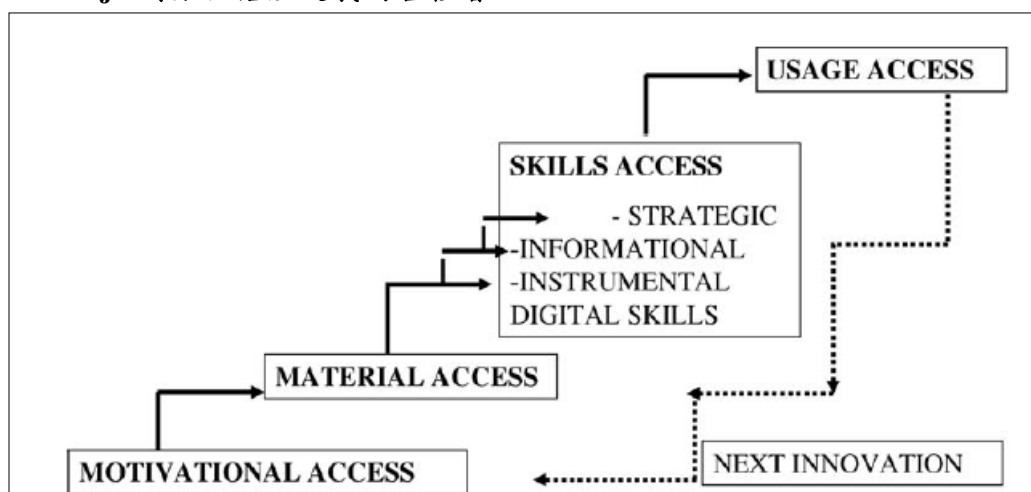 USAGE ACCESS
SKILLS ACCESS
- STRATEGIC
-INFORMATIONAL
-INSTRUMENTAL
DIGITAL SKILLS
MATERIAL ACCESS
MOTIVATIONAL ACCESS
NEXT INNOVATION